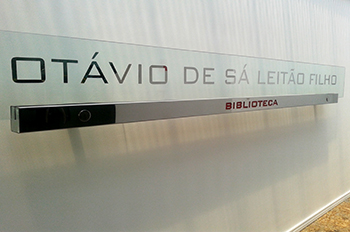 OTÁVIO DE SÁ LEITÃO FILHO
BIBLIOTECA